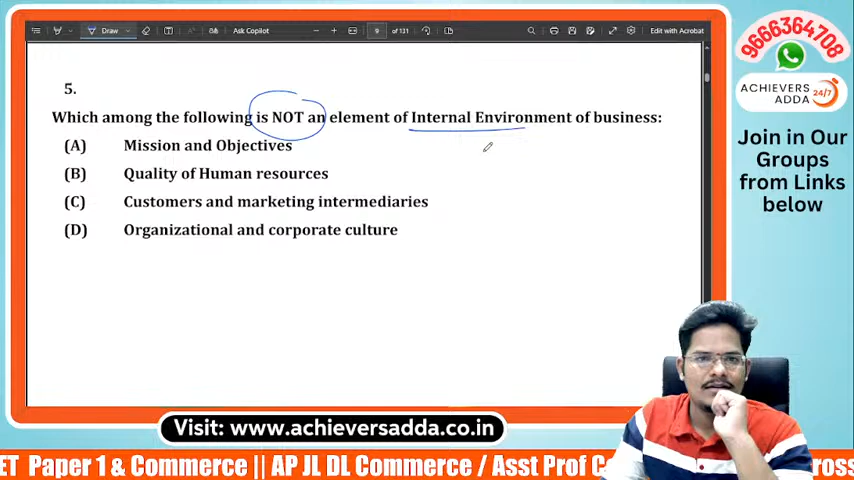 Draw
Ask Copilot
9
of 131
Edit with Acrobat
9666364708
ACHIEVERS
ADDA
24/7
Join in Our
Groups
from Links
below
5.
Which among the following is NOT an element of Internal Environment of business:
(A) Mission and Objectives
(B) Quality of Human resources
(C) Customers and marketing intermediaries
(D) Organizational and corporate culture
Visit: www.achieversadda.co.in
ET Paper 1 & Commerce || AP JL DL Commerce / Asst Prof Co
ross